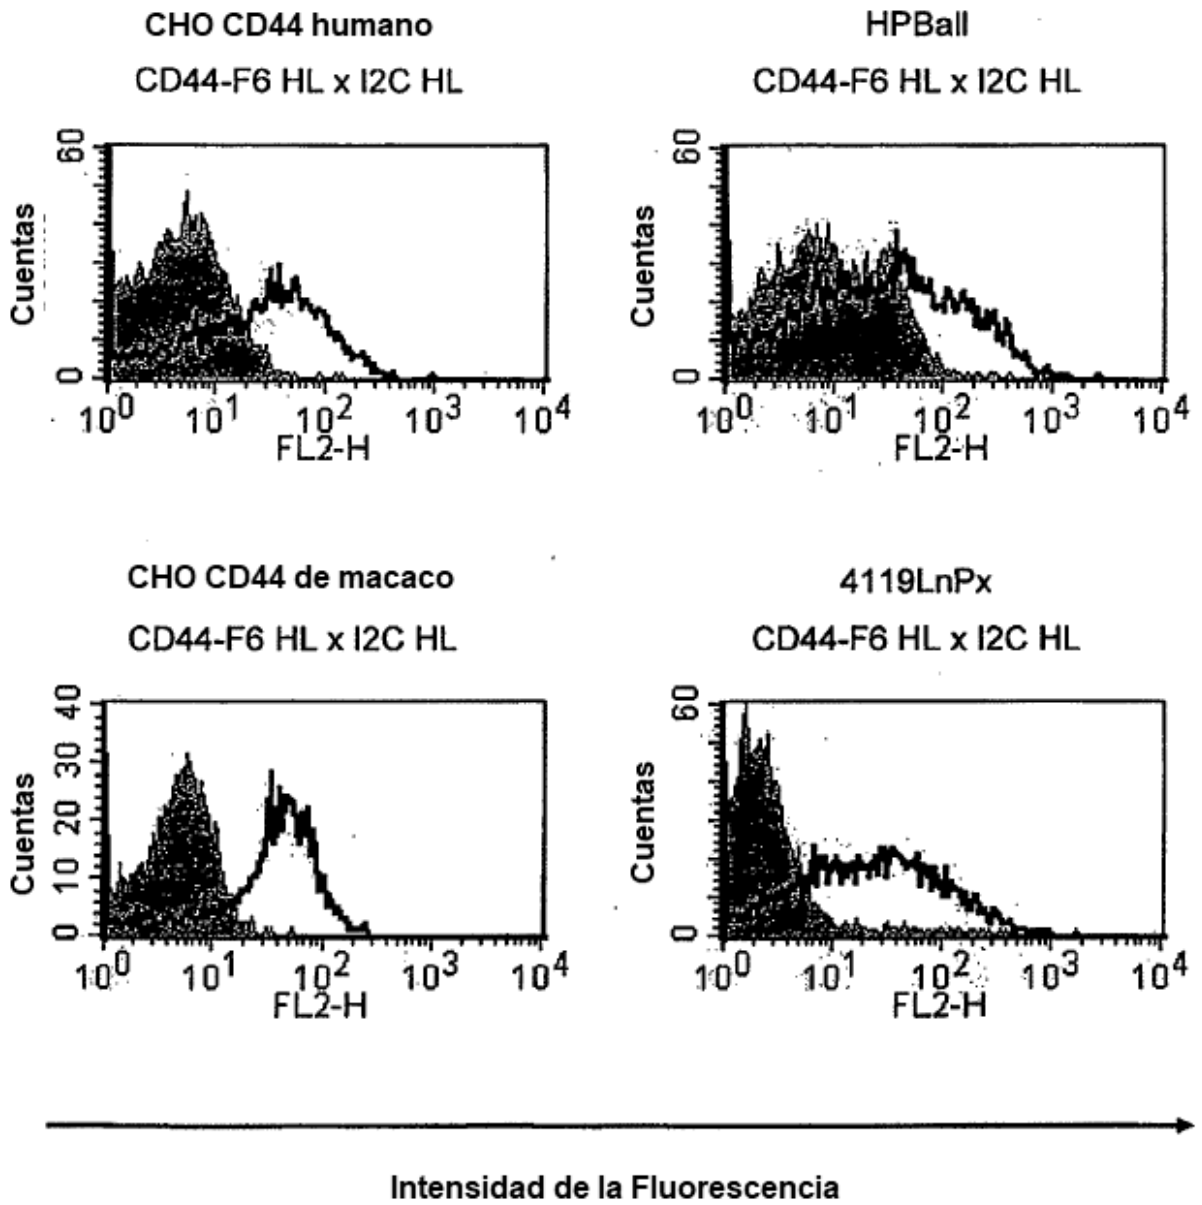 CHO CD44 humano
CD44-F6 HL x I2C HL
60
0
Cuentas
10^0 10^1 10^2 10^3 10^4
FL2-H
HPBall
CD44-F6 HL x I2C HL
60
0
Cuentas
10^0 10^1 10^2 10^3 10^4
FL2-H
CHO CD44 de macaco
CD44-F6 HL x I2C HL
40
30
20
10
0
Cuentas
10^0 10^1 10^2 10^3 10^4
FL2-H
4119LnPx
CD44-F6 HL x I2C HL
60
0
Cuentas
10^0 10^1 10^2 10^3 10^4
FL2-H
Intensidad de la Fluorescencia